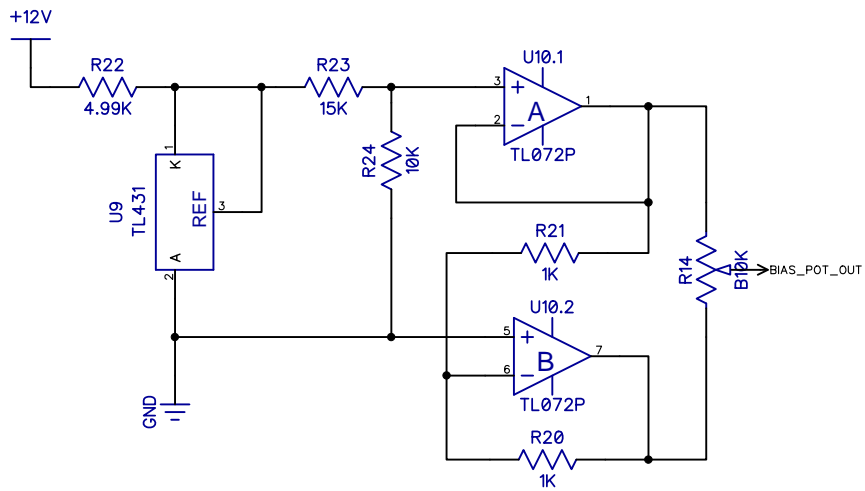 +12V
R22
4.99K
R23
15K
R24
10K
U9
TL431
1
K
REF
3
A
2
GND
U10.1
3
+
2
−
A
1
TL072P
R21
1K
R14
B10K
BIAS_POT_OUT
U10.2
5
+
6
−
B
7
TL072P
R20
1K